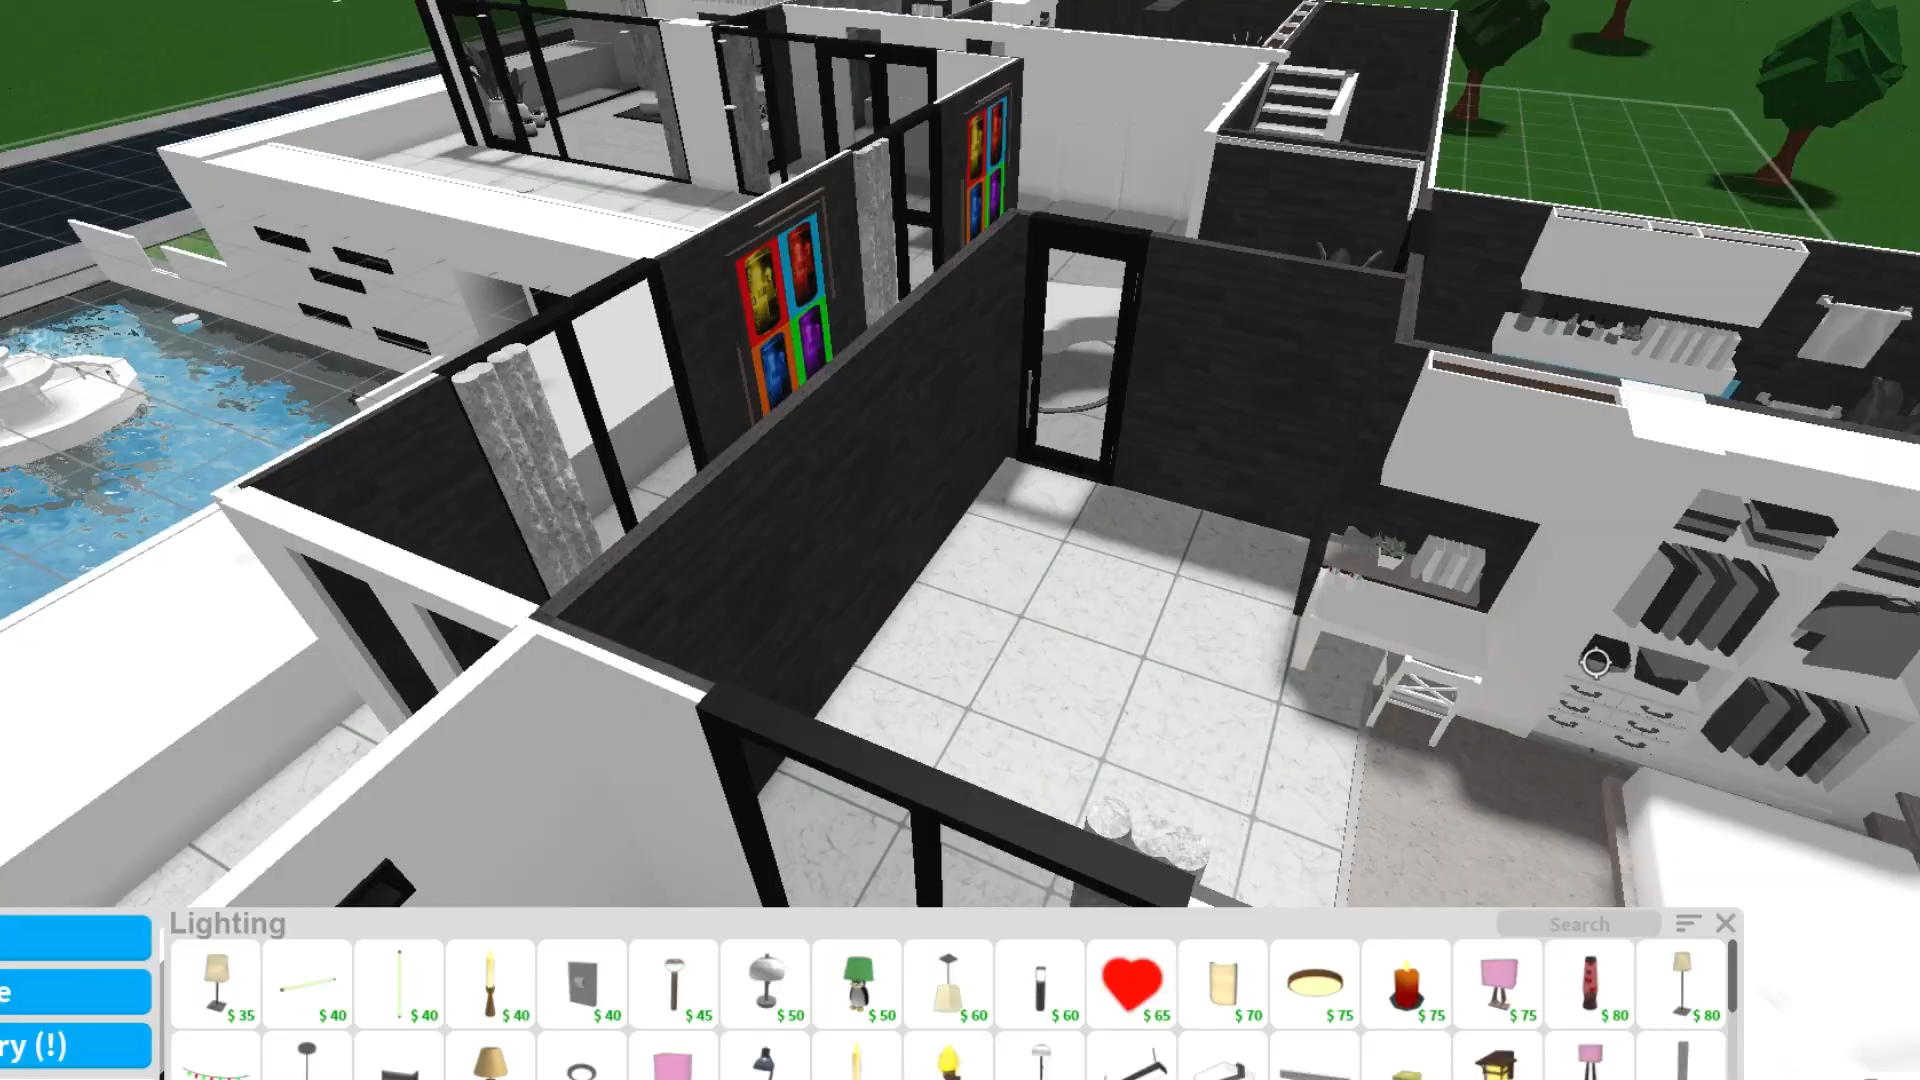 Lighting
Search
e
ry (!)
$ 35 $ 40 $ 40 $ 40 $ 40 $ 45 $ 50 $ 50 $ 60 $ 60 $ 65 $ 70 $ 75 $ 75 $ 75 $ 80 $ 80